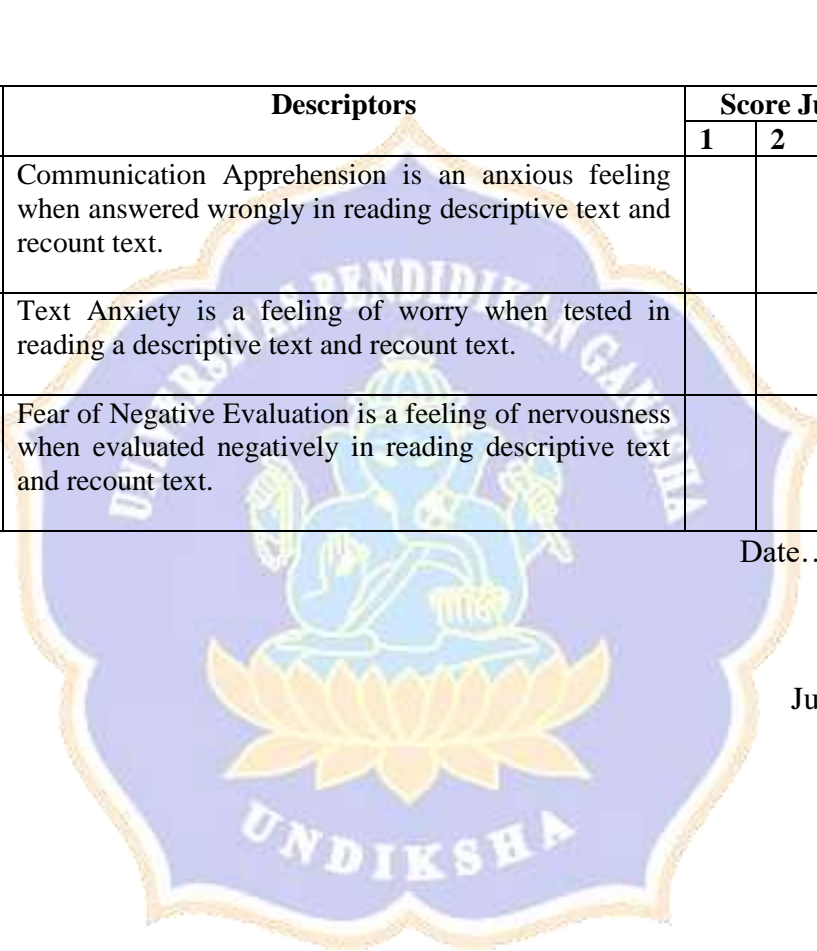 Descriptors
Score Ju
1 2
Communication Apprehension is an anxious feeling
when answered wrongly in reading descriptive text and
recount text.
Text Anxiety is a feeling of worry when tested in
reading a descriptive text and recount text.
Fear of Negative Evaluation is a feeling of nervousness
when evaluated negatively in reading descriptive text
and recount text.
Date..
Ju
UNIVERSITAS PENDIDIKAN GANESHA
UNDIKSHA